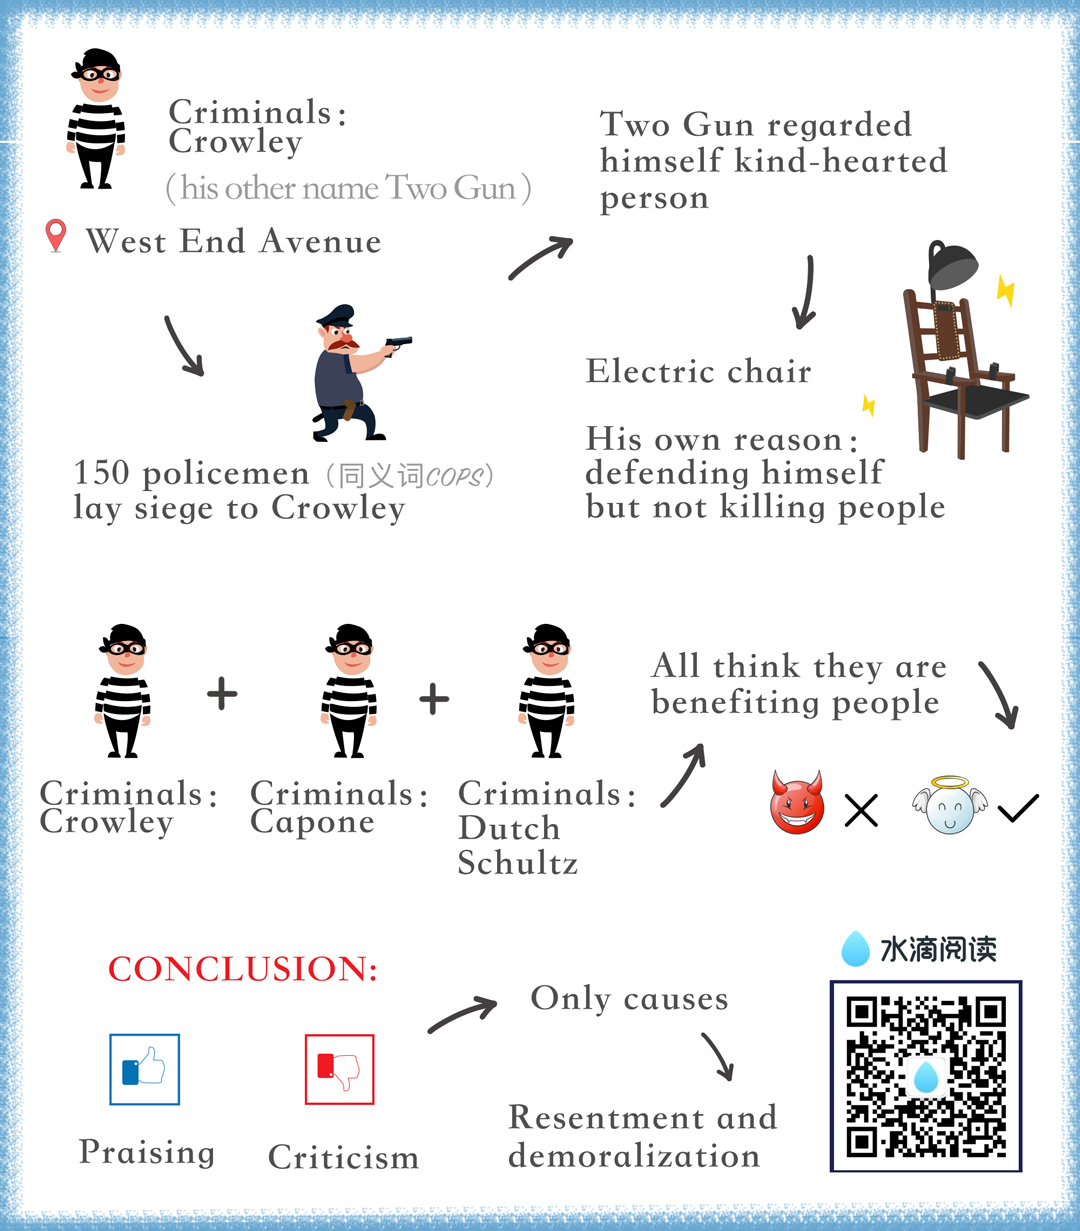 Criminals:
Crowley
(his other name Two Gun)
West End Avenue
150 policemen (同义词COPS)
lay siege to Crowley
Two Gun regarded
himself kind-hearted
person
Electric chair
His own reason:
defending himself
but not killing people
Criminals:
Crowley
Criminals:
Capone
Criminals:
Dutch
Schultz
All think they are
benefiting people
CONCLUSION:
Praising
Criticism
Only causes
Resentment and
demoralization
水滴阅读